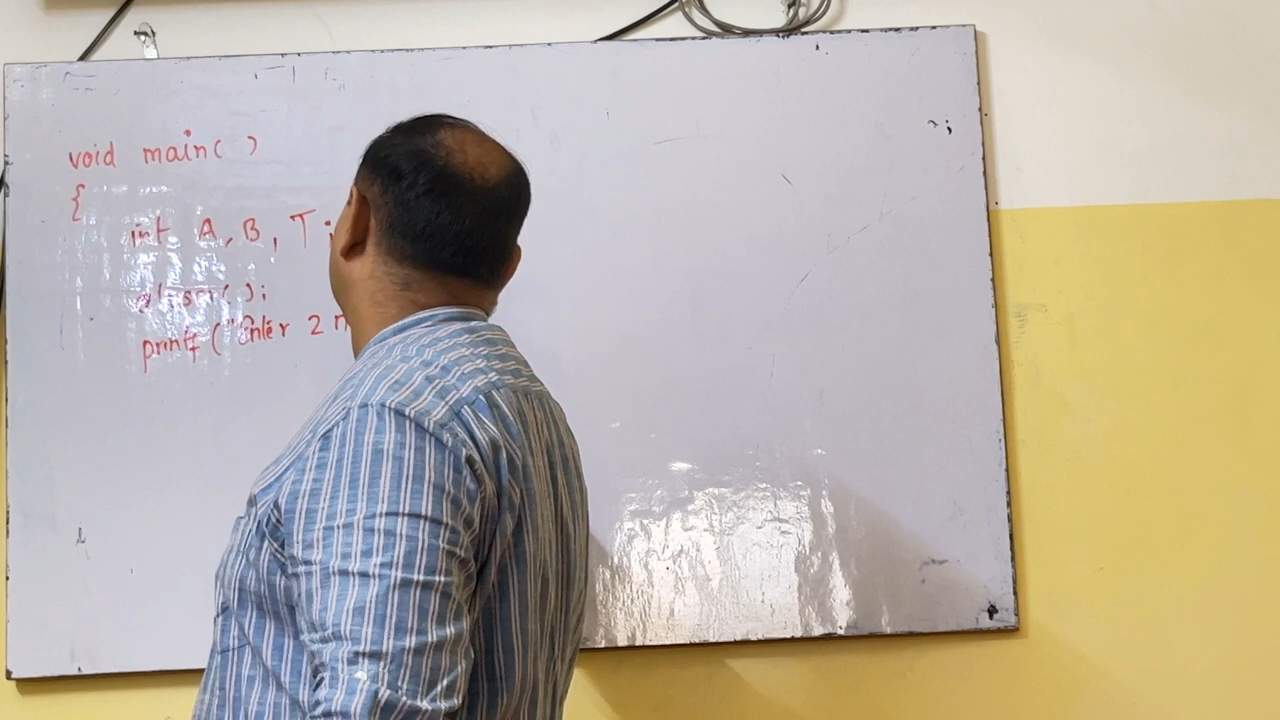 void main( )
{
int A, B, T;
clrscr( );
printf ("Enter 2 n